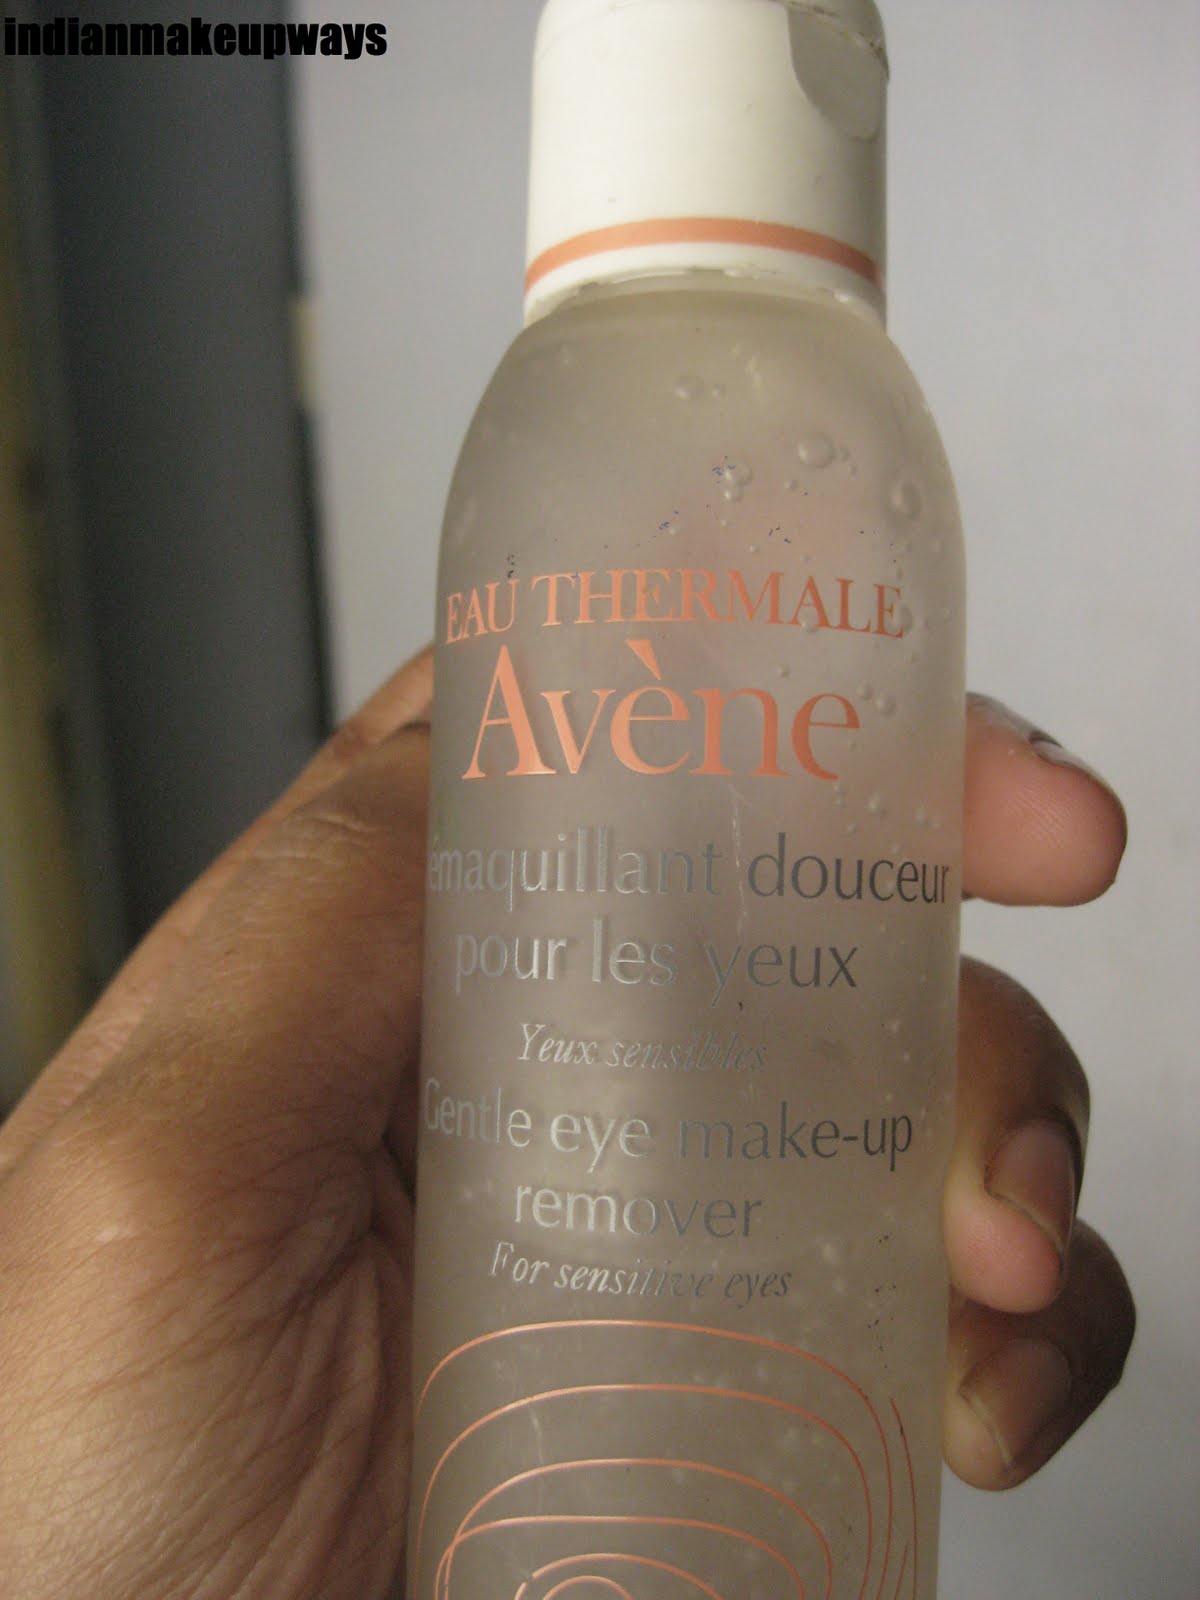 indianmakeupways
EAU THERMALE
Avène
émaquillant douceur
pour les yeux
Yeux sensibles
Gentle eye make-up
remover
For sensitive eyes